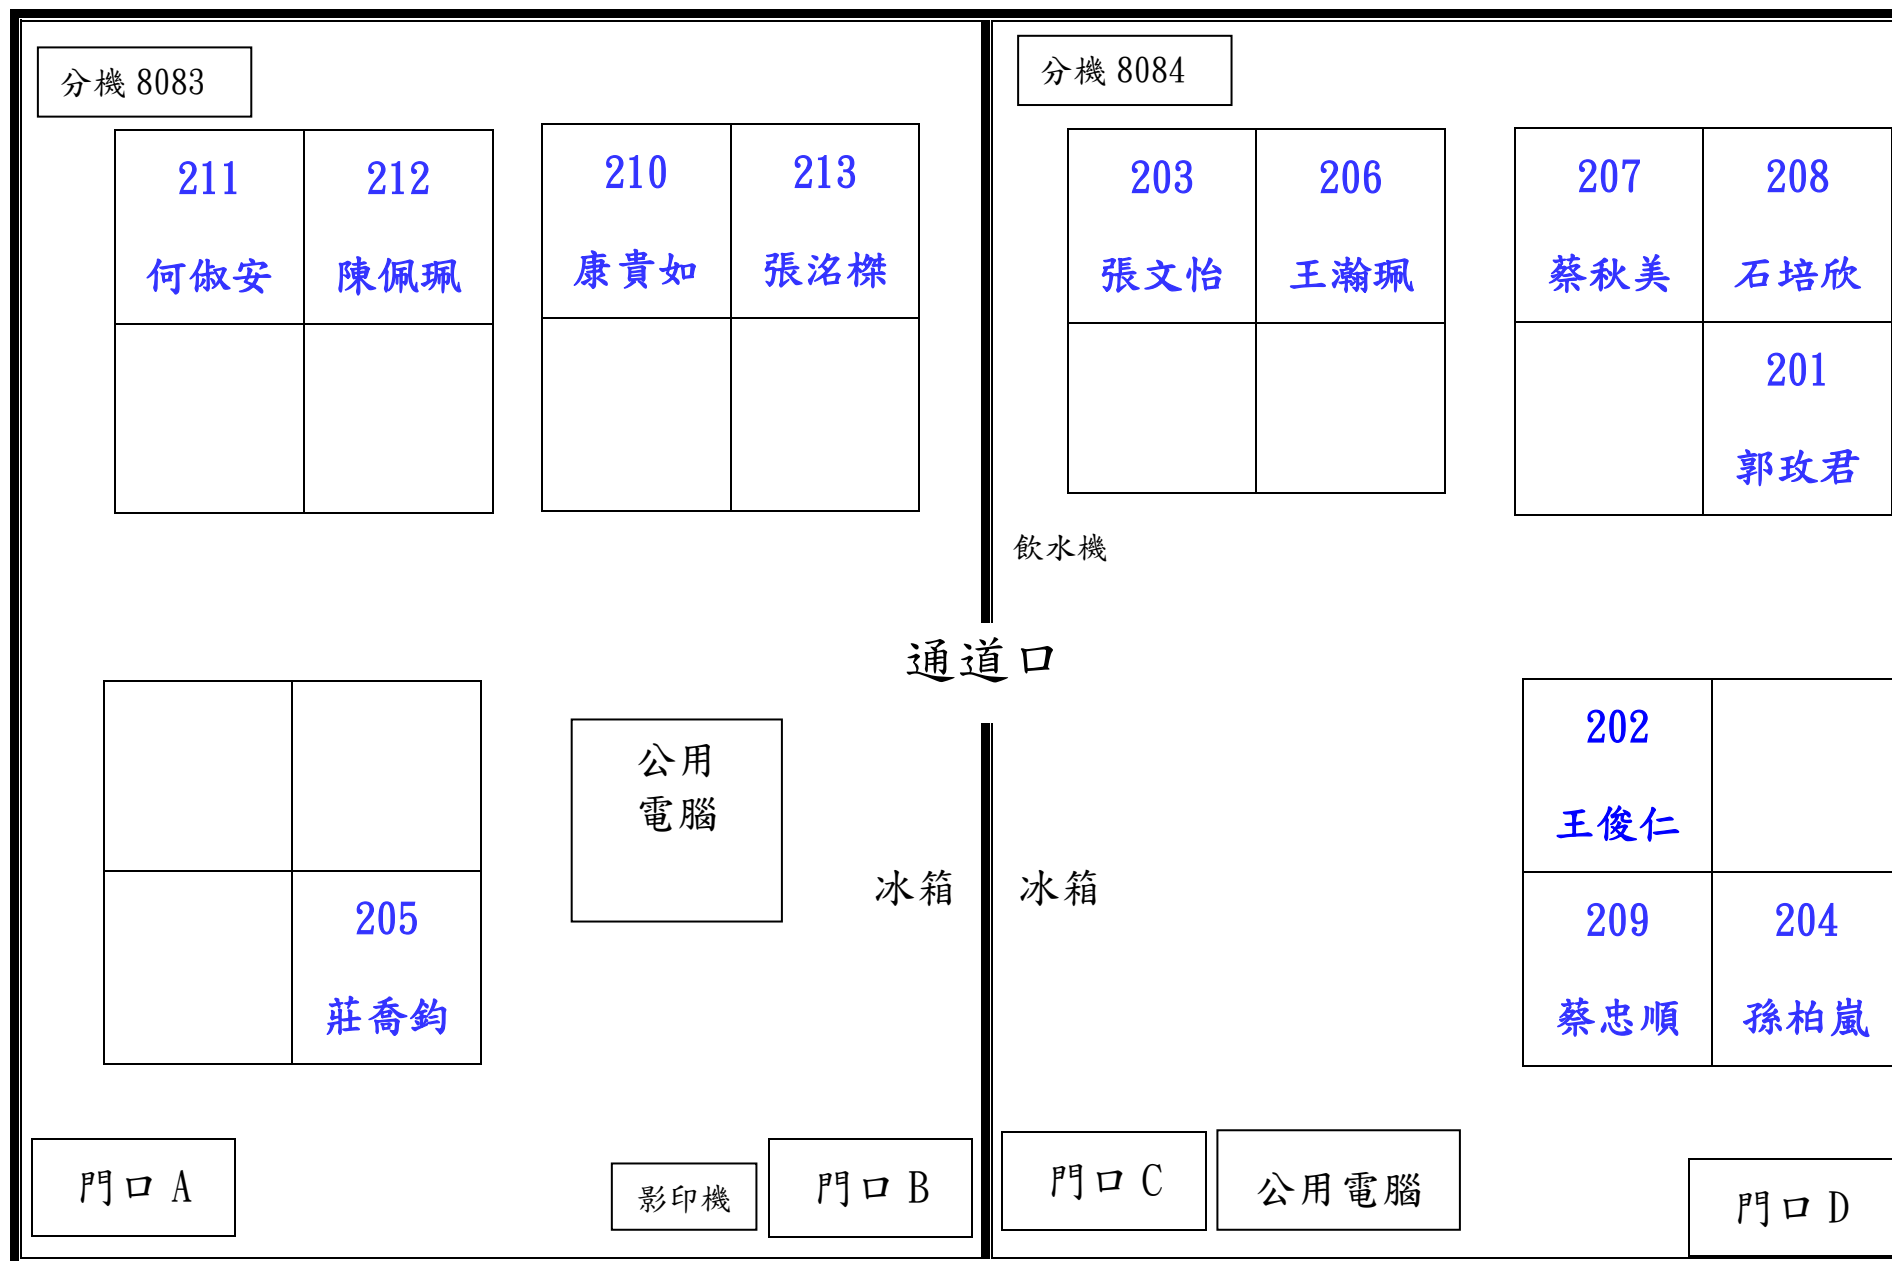 分機 8083
211
何俶安
212
陳佩珮
210
康貴如
213
張洺榤
205
莊喬鈞
公用
電腦
冰箱
門口 A
影印機
門口 B
通道口
分機 8084
203
張文怡
206
王瀚珮
207
蔡秋美
208
石培欣
201
郭玫君
飲水機
202
王俊仁
209
蔡忠順
204
孫柏嵐
冰箱
門口 C
公用電腦
門口 D